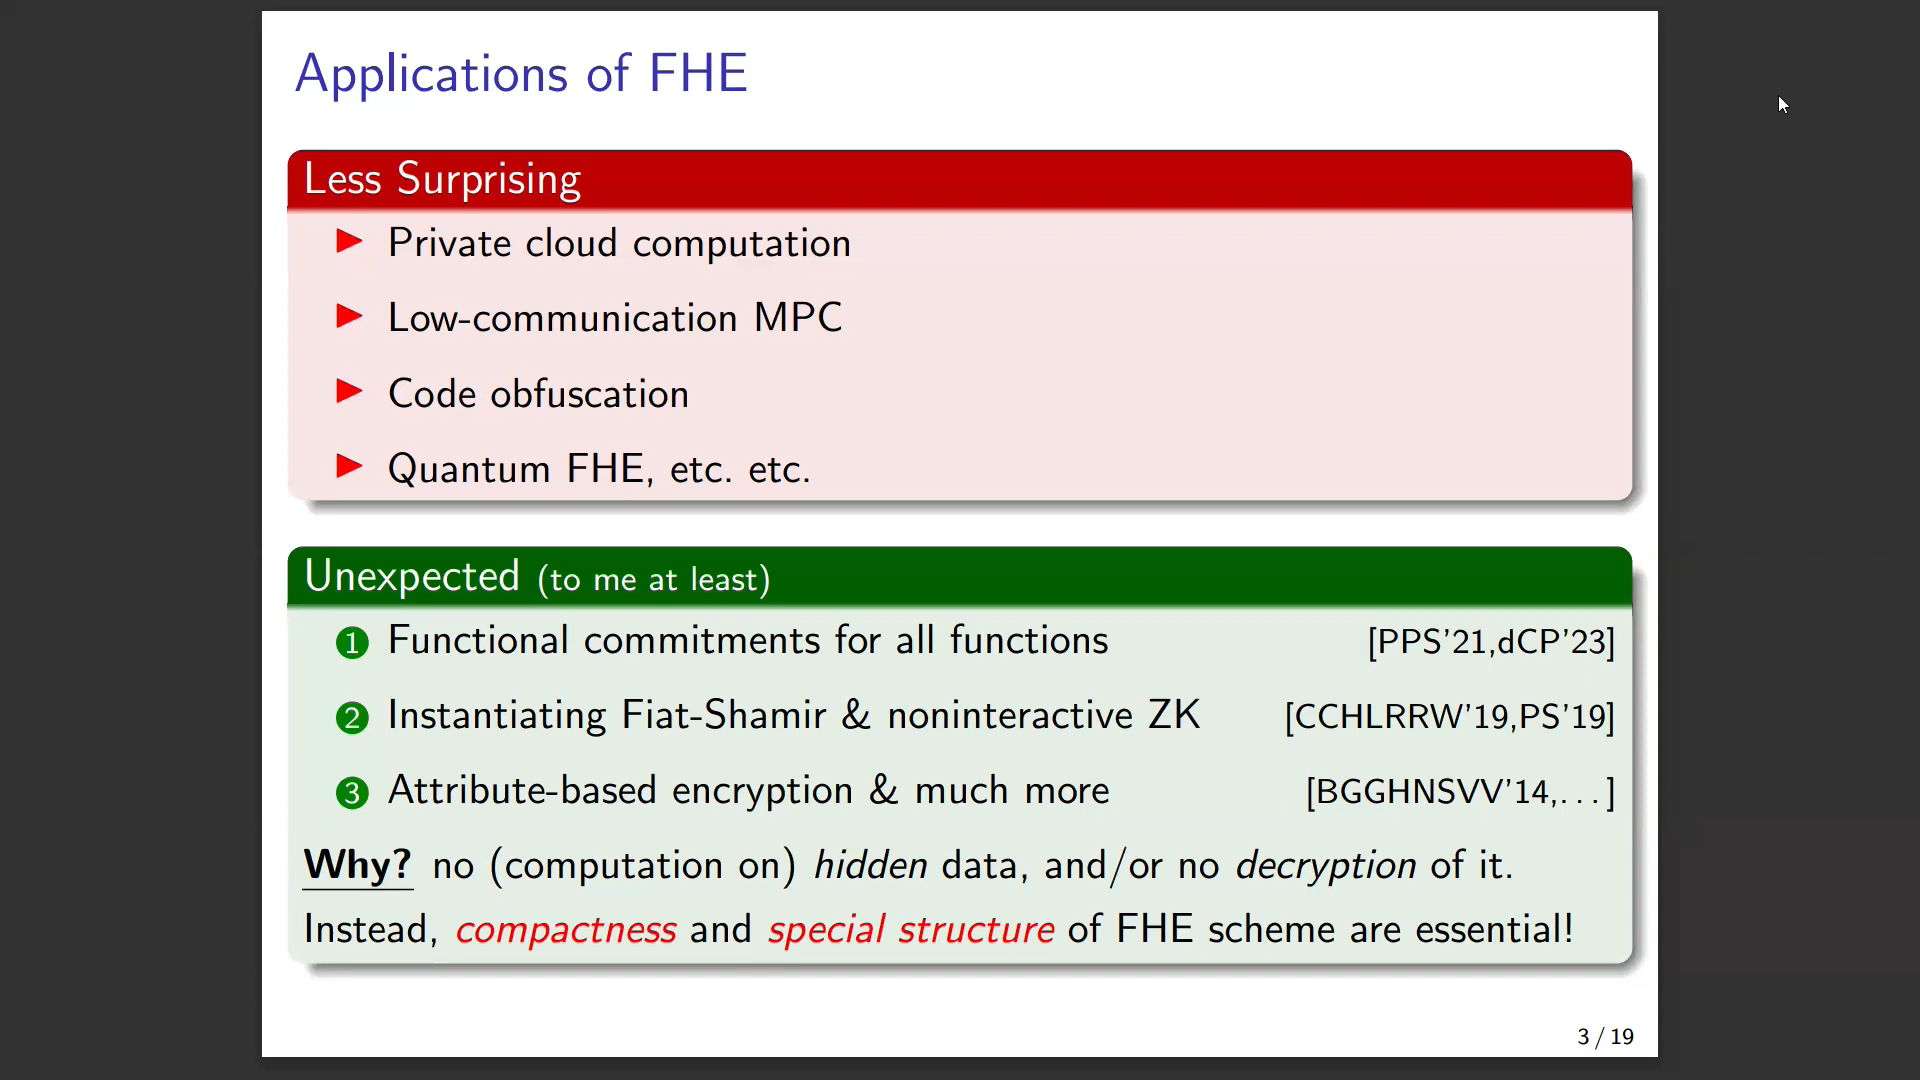 Applications of FHE
Less Surprising
▶ Private cloud computation
▶ Low-communication MPC
▶ Code obfuscation
▶ Quantum FHE, etc. etc.
Unexpected (to me at least)
1 Functional commitments for all functions [PPS’21,dCP’23]
2 Instantiating Fiat-Shamir & noninteractive ZK [CCHLRRW’19,PS’19]
3 Attribute-based encryption & much more [BGGHNSVV’14,...]
Why? no (computation on) hidden data, and/or no decryption of it.
Instead, compactness and special structure of FHE scheme are essential!
3 / 19